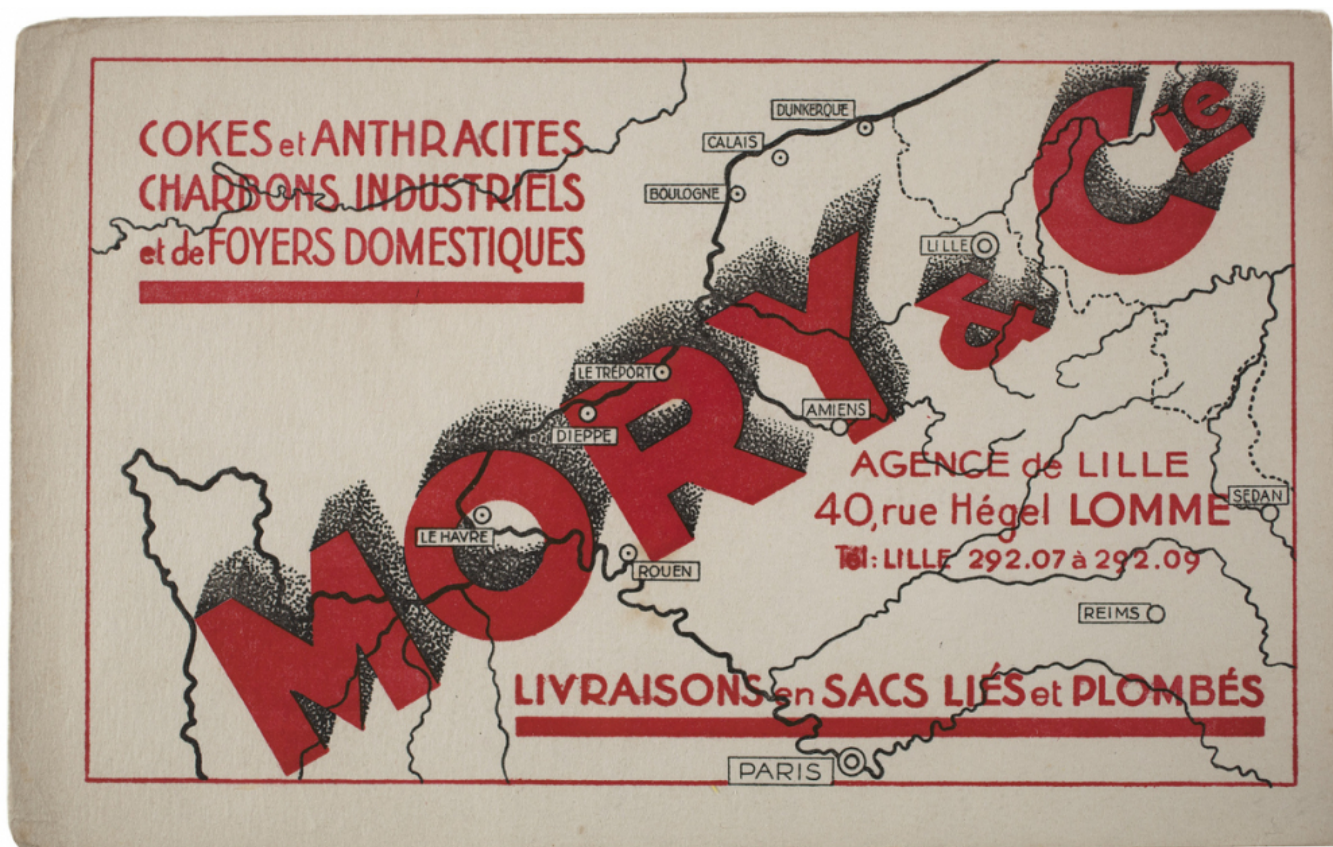 COKES et ANTHRACITES
CHARBONS INDUSTRIELS
et de FOYERS DOMESTIQUES
MORY & Cie
DUNKERQUE
CALAIS
BOULOGNE
LILLE
LE TRÉPORT
DIEPPE
AMIENS
AGENCE de LILLE
40, rue Hégel LOMME
Tél: LILLE 292.07 à 292.09
SEDAN
LE HAVRE
ROUEN
REIMS
LIVRAISONS en SACS LIÉS et PLOMBÉS
PARIS